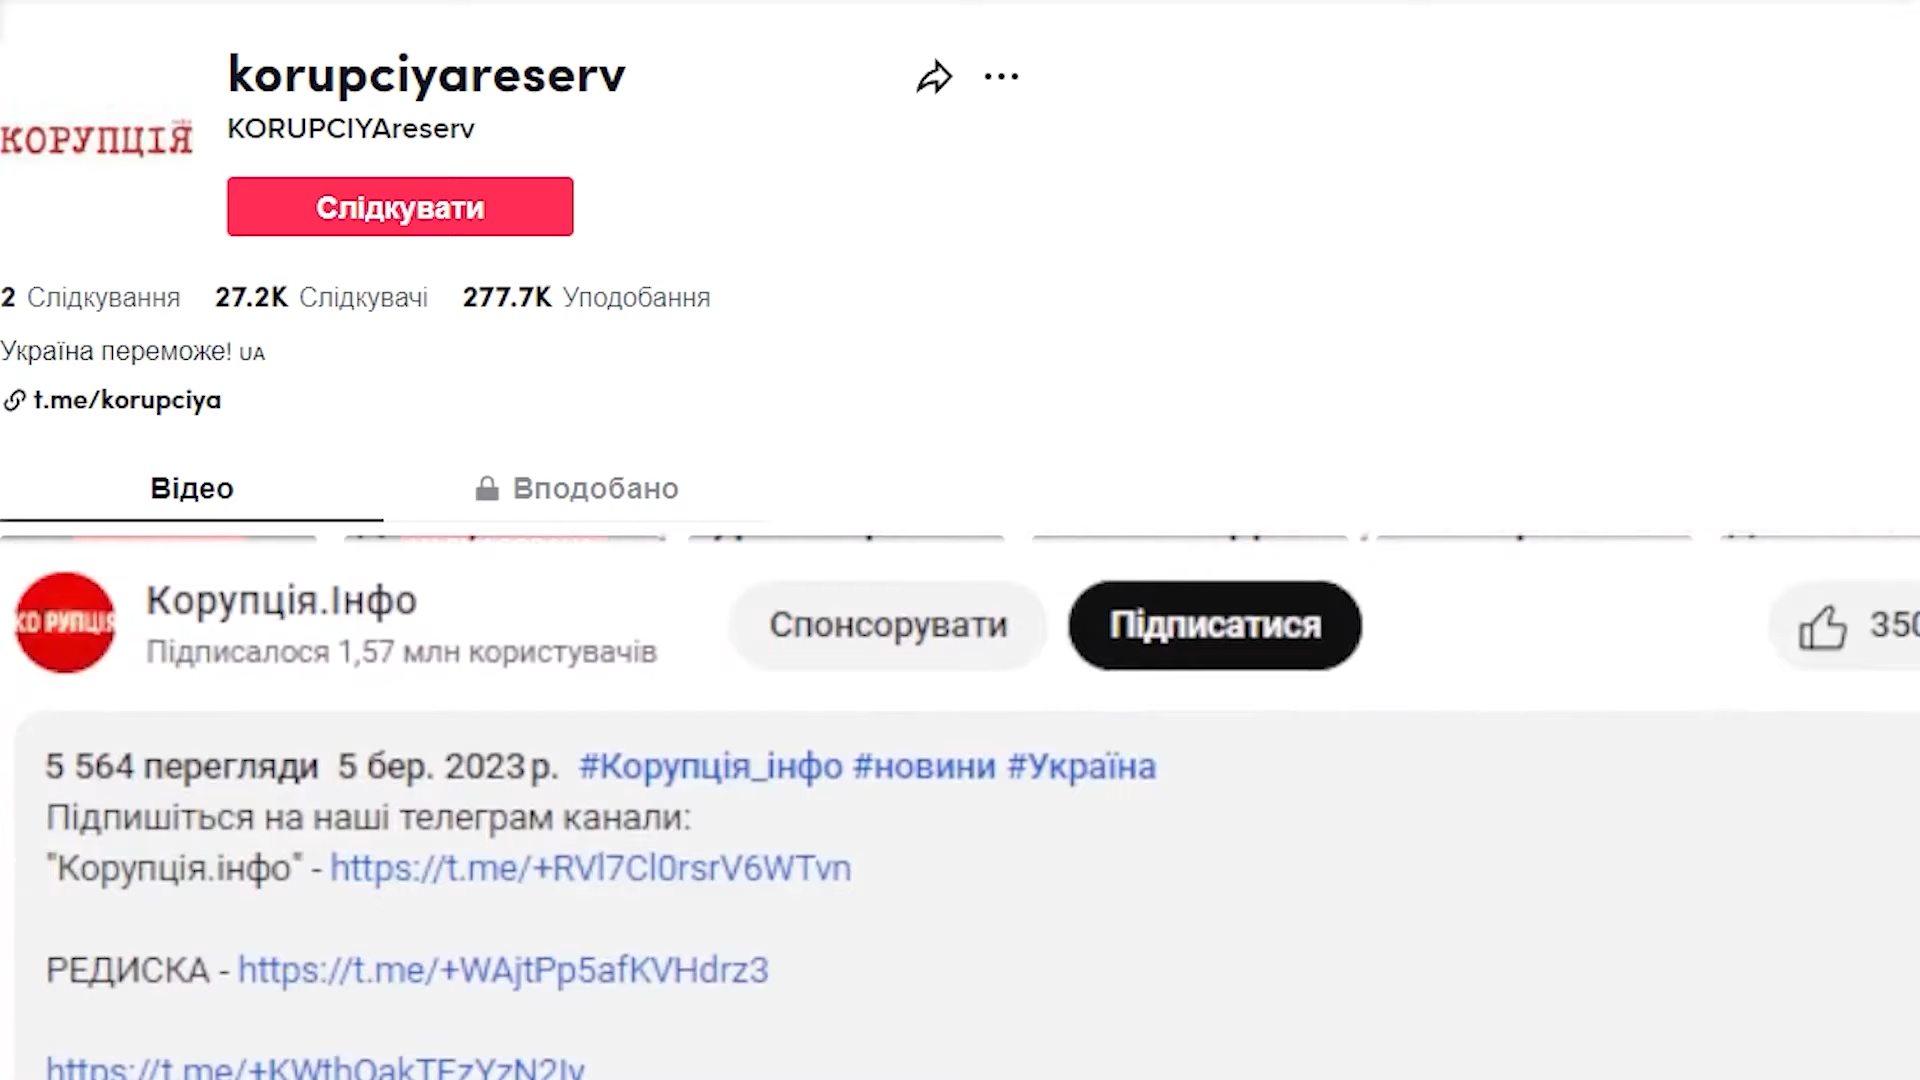 korupciyareserv
КОРУПЦІЯ
KORUPCIYAreserv
Слідкувати
2 Слідкування 27.2K Слідкувачі 277.7K Уподобання
Україна переможе! UA
t.me/korupciya
Відео Вподобано
КОРУПЦІЯ
Корупція.Інфо
Підписалося 1,57 млн користувачів
Спонсорувати
Підписатися
350
5 564 перегляди 5 бер. 2023 р. #Корупція_інфо #новини #Україна
Підпишіться на наші телеграм канали:
"Корупція.інфо" - https://t.me/+RVl7Cl0rsrV6WTvn
РЕДИСКА - https://t.me/+WAjtPp5afKVHdrz3